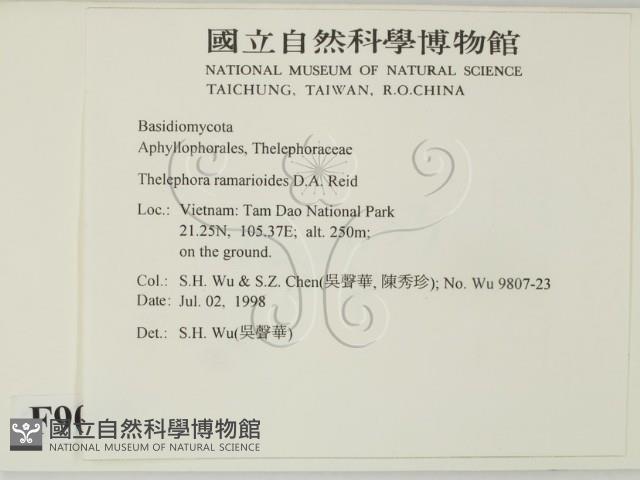 國立自然科學博物館
NATIONAL MUSEUM OF NATURAL SCIENCE
TAICHUNG, TAIWAN, R.O.CHINA
Basidiomycota
Aphyllophorales, Thelephoraceae
Thelephora ramarioides D.A. Reid
Loc.: Vietnam: Tam Dao National Park
21.25N, 105.37E; alt. 250m;
on the ground.
Col.: S.H. Wu & S.Z. Chen(吳聲華, 陳秀珍); No. Wu 9807-23
Date: Jul. 02, 1998
Det.: S.H. Wu(吳聲華)
國立自然科學博物館
NATIONAL MUSEUM OF NATURAL SCIENCE